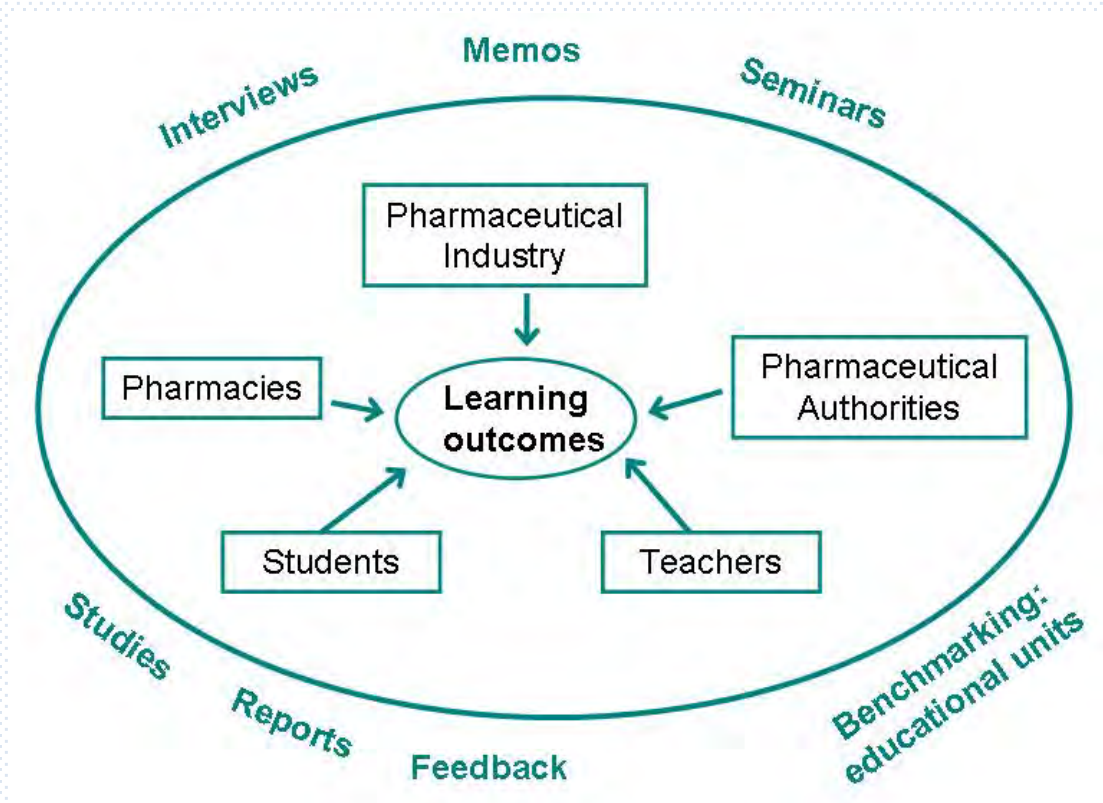 Memos
Interviews
Seminars
Pharmaceutical
Industry
Pharmacies
Learning
outcomes
Pharmaceutical
Authorities
Students
Teachers
Studies
Reports
Feedback
Benchmarking:
educational units